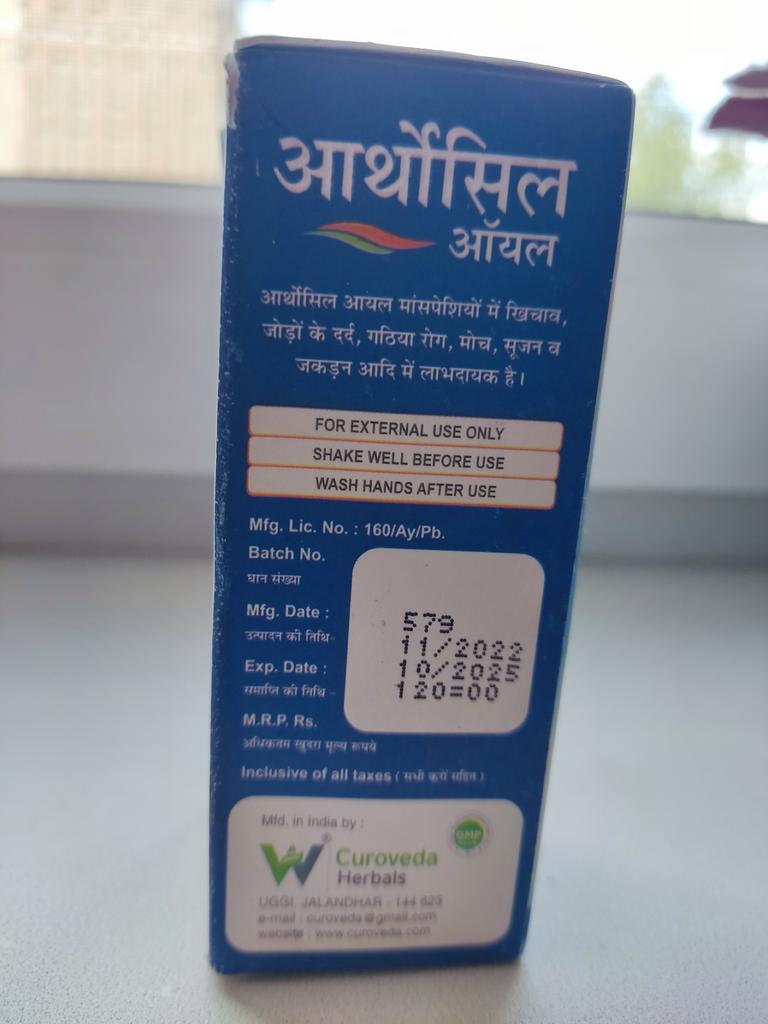 आर्थोसिल
ऑयल
आर्थोसिल आयल मांसपेशियों में खिचाव,
जोड़ों के दर्द, गठिया रोग, मोच, सूजन व
जकड़न आदि में लाभदायक है।
FOR EXTERNAL USE ONLY
SHAKE WELL BEFORE USE
WASH HANDS AFTER USE
Mfg. Lic. No. : 160/Ay/Pb.
Batch No.
घान संख्या
579
Mfg. Date :
उत्पादन की तिथि-
11/2022
Exp. Date :
समाप्ति की तिथि -
10/2025
M.R.P. Rs.
अधिकतम खुदरा मूल्य रूपये
120=00
Inclusive of all taxes ( सभी करों सहित )
Mfd. in India by :
GMP
W®
Curoveda
Herbals
UGGI, JALANDHAR - 144 623
e-mail : curoveda@gmail.com
website : www.curoveda.com